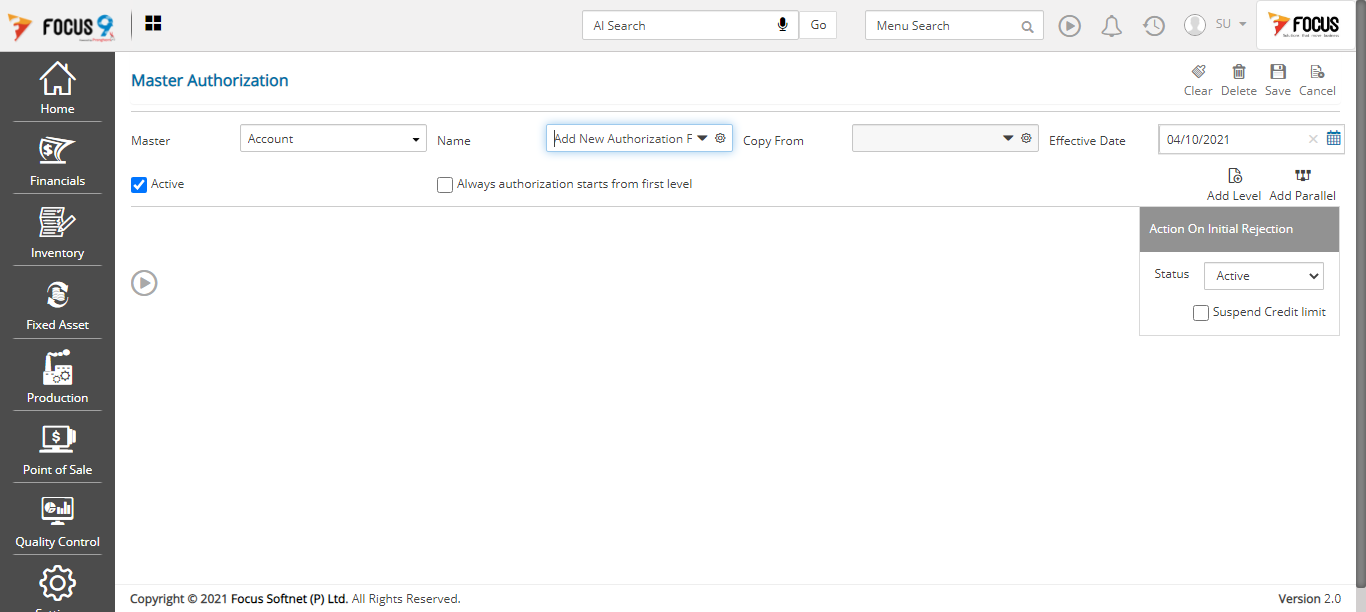 FOCUS 9
AI Search
Go
Menu Search
SU
FOCUS
Home
Financials
Inventory
Fixed Asset
Production
Point of Sale
Quality Control
Master Authorization
Clear
Delete
Save
Cancel
Master
Account
Name
Add New Authorization F
Copy From
Effective Date
04/10/2021
Active
Always authorization starts from first level
Add Level
Add Parallel
Action On Initial Rejection
Status
Active
Suspend Credit limit
Copyright © 2021 Focus Softnet (P) Ltd. All Rights Reserved.
Version 2.0